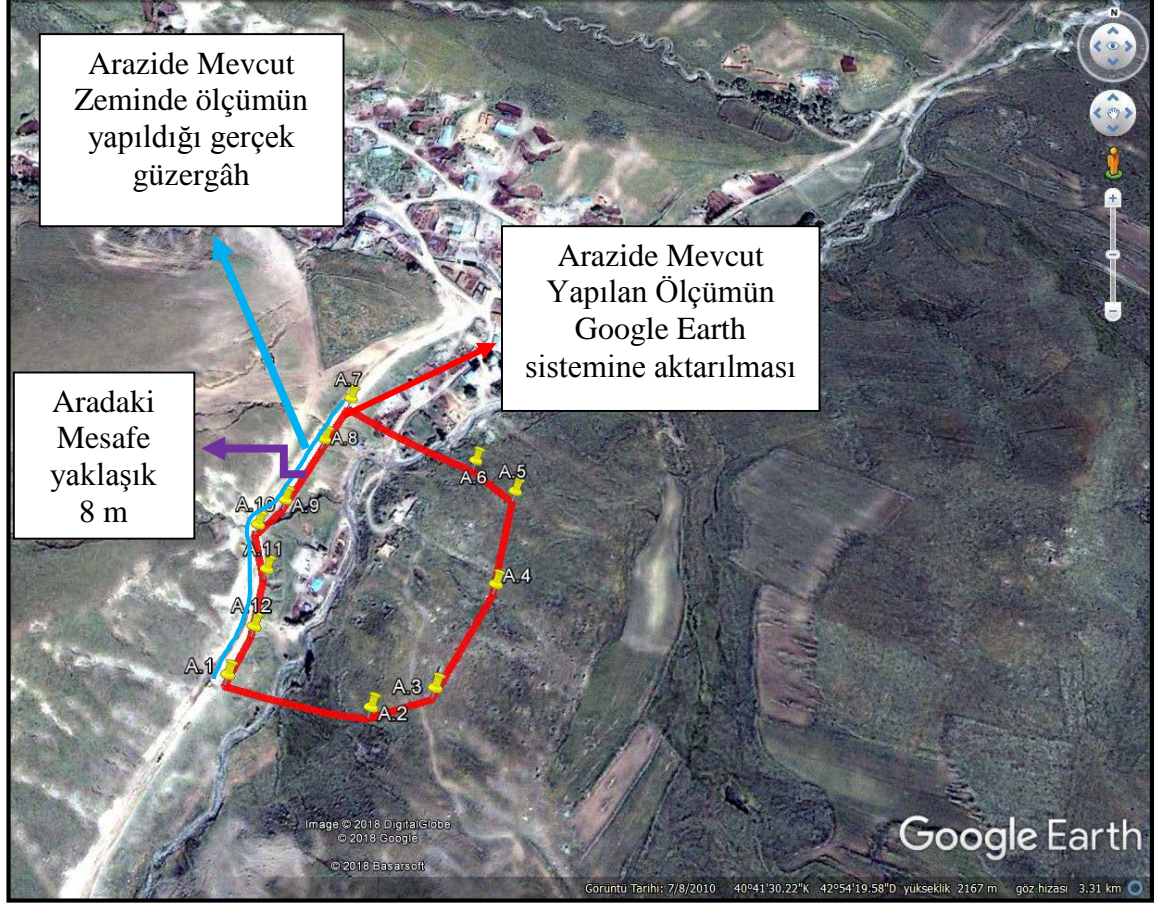 N
Arazide Mevcut
Zeminde ölçümün
yapıldığı gerçek
güzergâh
Arazide Mevcut
Yapılan Ölçümün
Google Earth
sistemine aktarılması
Aradaki
Mesafe
yaklaşık
8 m
A.7
A.8
A.6
A.5
A.10
A.9
A.11
A.4
A.12
A.1
A.3
A.2
Image © 2018 DigitalGlobe
© 2018 Google
© 2018 Basarsoft
Google Earth
Görüntü Tarihi: 7/8/2010 40°41'30.22"K 42°54'19.58"D yükseklik 2167 m göz hizası 3.31 km